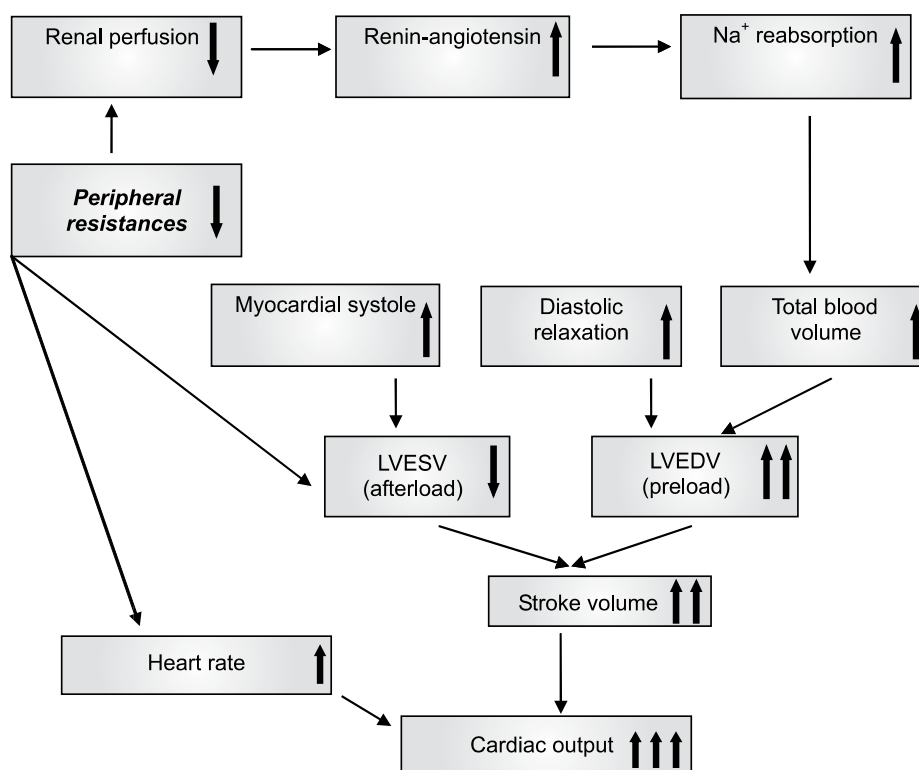 Renal perfusion
Renin-angiotensin
Na⁺ reabsorption
Peripheral
resistances
Myocardial systole
Diastolic
relaxation
Total blood
volume
LVESV
(afterload)
LVEDV
(preload)
Stroke volume
Heart rate
Cardiac output